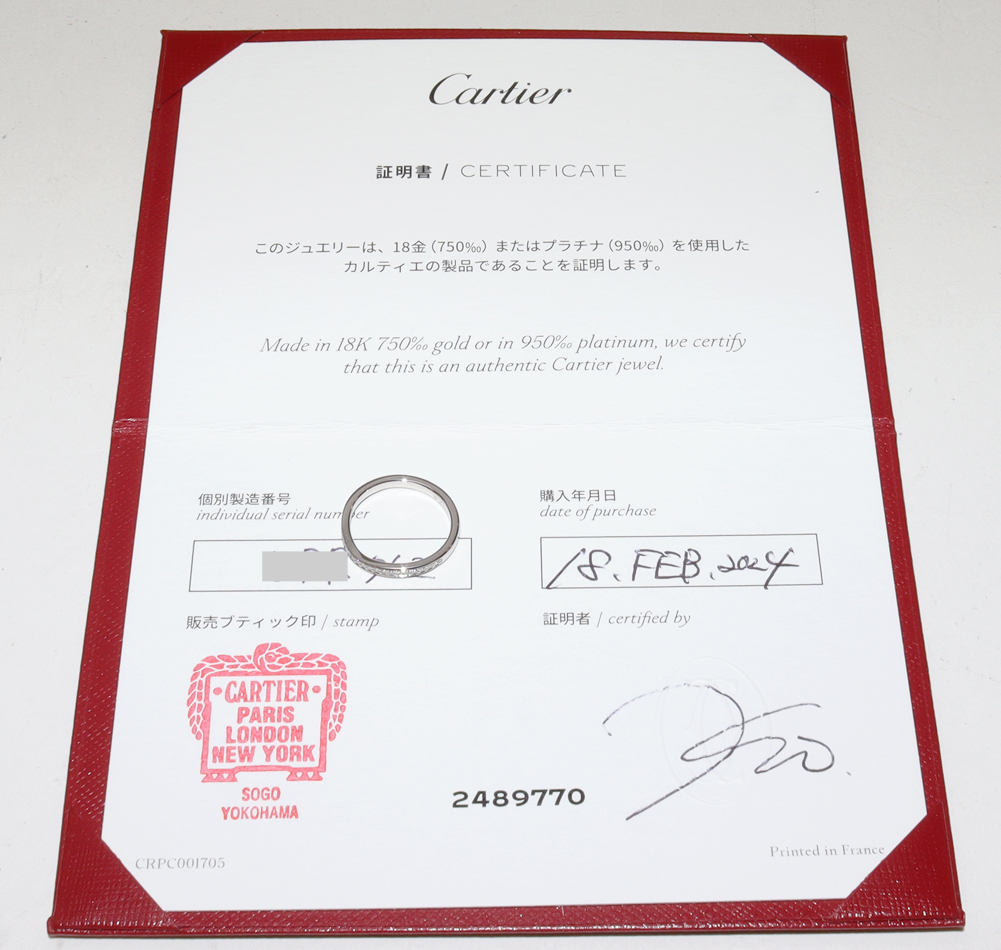 Cartier
証明書 / CERTIFICATE
このジュエリーは、18金（750‰）またはプラチナ（950‰）を使用した
カルティエの製品であることを証明します。
Made in 18K 750‰ gold or in 950‰ platinum, we certify
that this is an authentic Cartier jewel.
個別製造番号
individual serial number
購入年月日
date of purchase
18. FEB. 2024
販売ブティック印 / stamp
証明者 / certified by
CARTIER
PARIS
LONDON
NEW YORK
SOGO
YOKOHAMA
2489770
CRPC001705
Printed in France